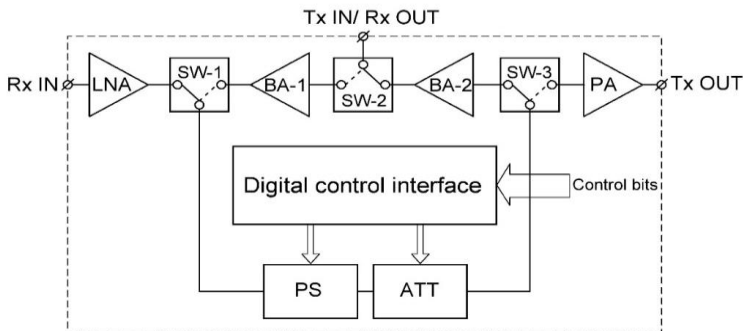 Tx IN/ Rx OUT
Rx IN
LNA
SW-1
BA-1
SW-2
BA-2
SW-3
PA
Tx OUT
Digital control interface
Control bits
PS
ATT